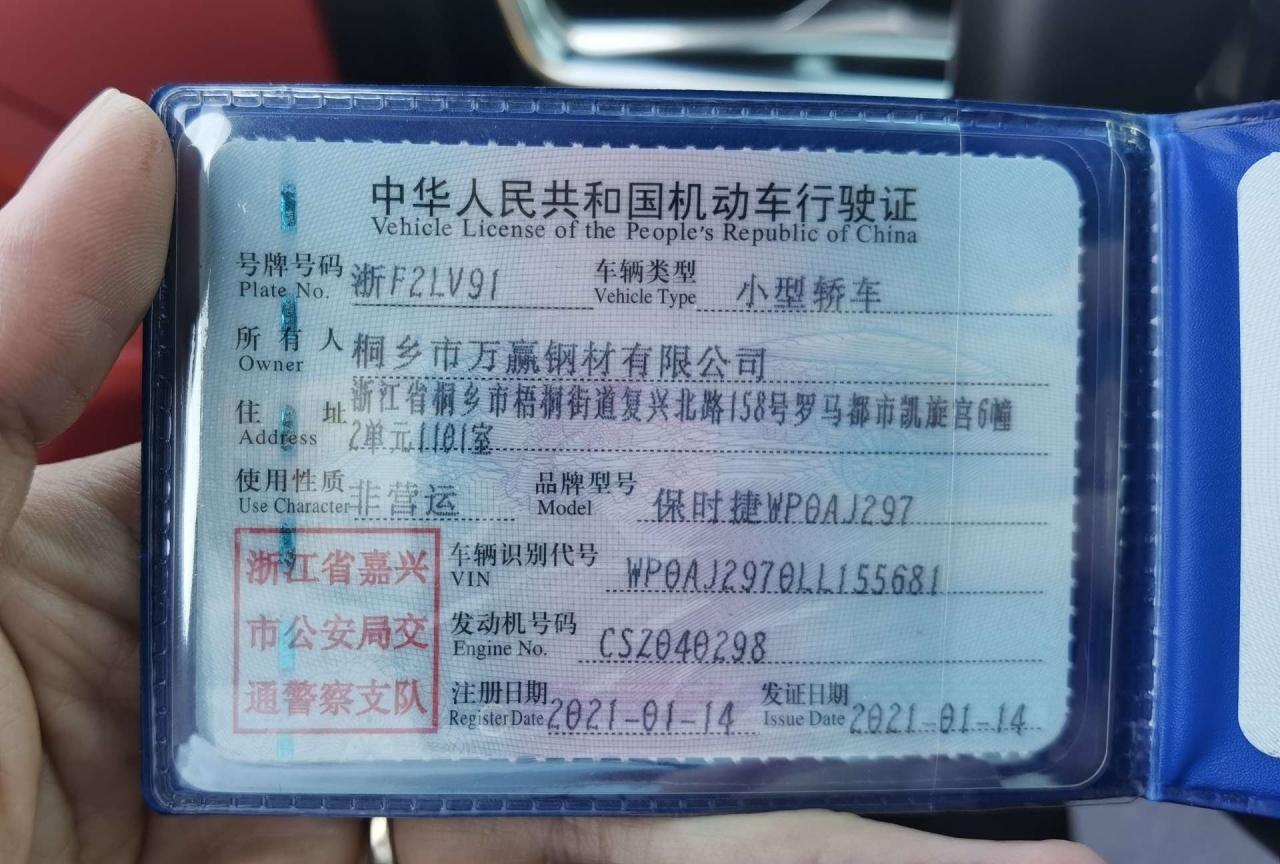 中华人民共和国机动车行驶证
Vehicle License of the People's Republic of China
号牌号码 浙F2LV91 车辆类型 小型轿车
Plate No. Vehicle Type
所有人 桐乡市万赢钢材有限公司
Owner
住址 浙江省桐乡市梧桐街道复兴北路158号罗马都市凯旋宫6幢
Address 2单元1101室
使用性质 非营运 品牌型号 保时捷WP0AJ297
Use Character Model
浙江省嘉兴
市公安局交
通警察支队
车辆识别代号 WP0AJ2970LL155681
VIN
发动机号码 CSZ040298
Engine No.
注册日期 2021-01-14 发证日期 2021-01-14
Register Date Issue Date